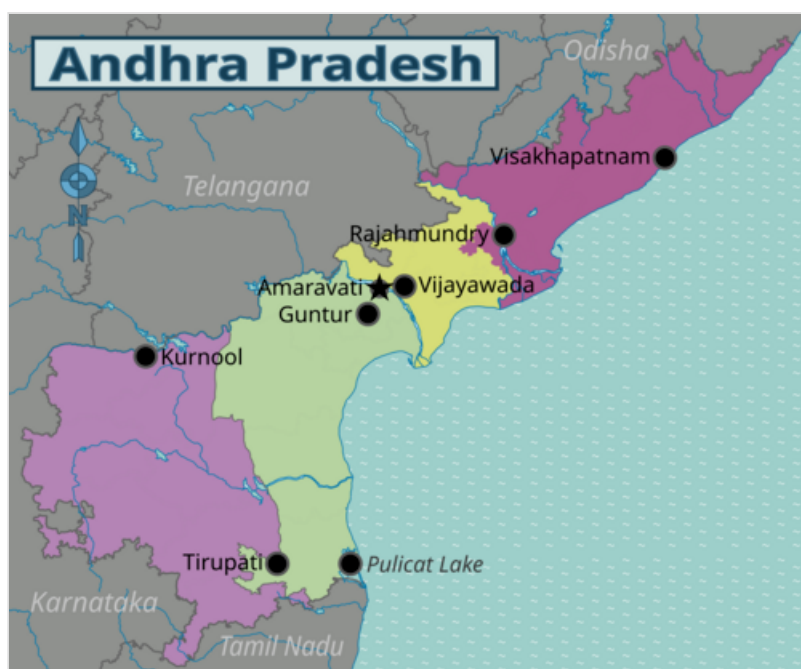 Andhra Pradesh
Odisha
Visakhapatnam
Telangana
N
Rajahmundry
Amaravati
Vijayawada
Guntur
Kurnool
Tirupati
Pulicat Lake
Karnataka
Tamil Nadu